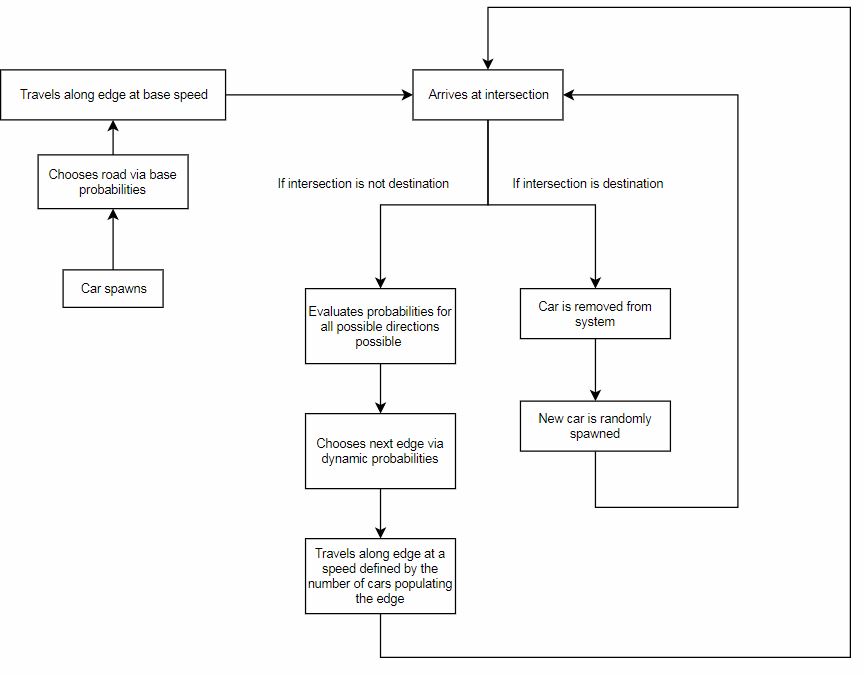 Travels along edge at base speed
Arrives at intersection
Chooses road via base
probabilities
If intersection is not destination
If intersection is destination
Car spawns
Evaluates probabilities for
all possible directions
possible
Car is removed from
system
Chooses next edge via
dynamic probabilities
New car is randomly
spawned
Travels along edge at a
speed defined by the
number of cars populating
the edge